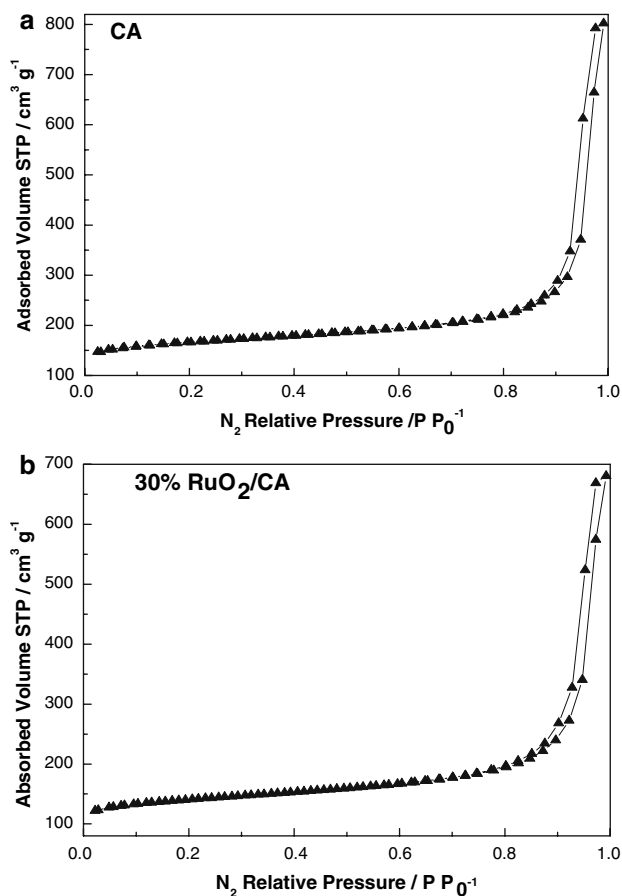 a
CA
800
700
600
500
400
300
200
100
Adsorbed Volume STP / cm³ g⁻¹
0.0 0.2 0.4 0.6 0.8 1.0
N₂ Relative Pressure /P P₀⁻¹
b
30% RuO₂/CA
700
600
500
400
300
200
100
Absorbed Volume STP / cm³ g⁻¹
0.0 0.2 0.4 0.6 0.8 1.0
N₂ Relative Pressure / P P₀⁻¹